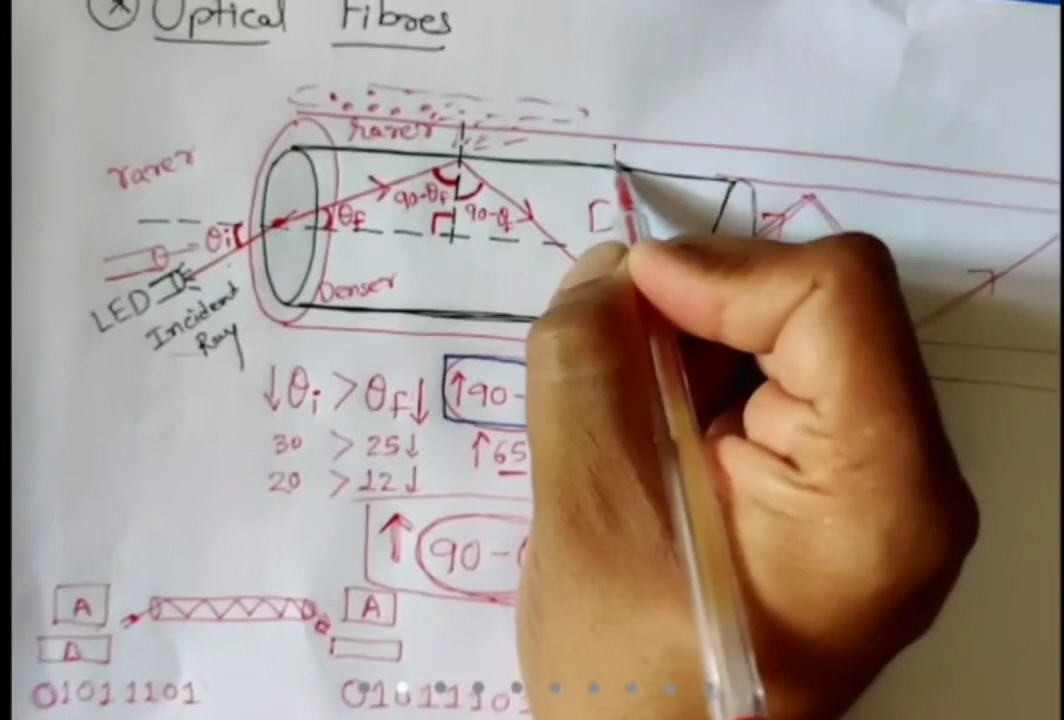 Optical Fibres
rarer
rarer
90-θf
90-θ
θf
θi
Denser
LED
Incident
Ray
↓θi > θf↓ ↑90-
30 > 25↓ ↑65
20 > 12↓
↑ 90-
A A
01011101 01011101